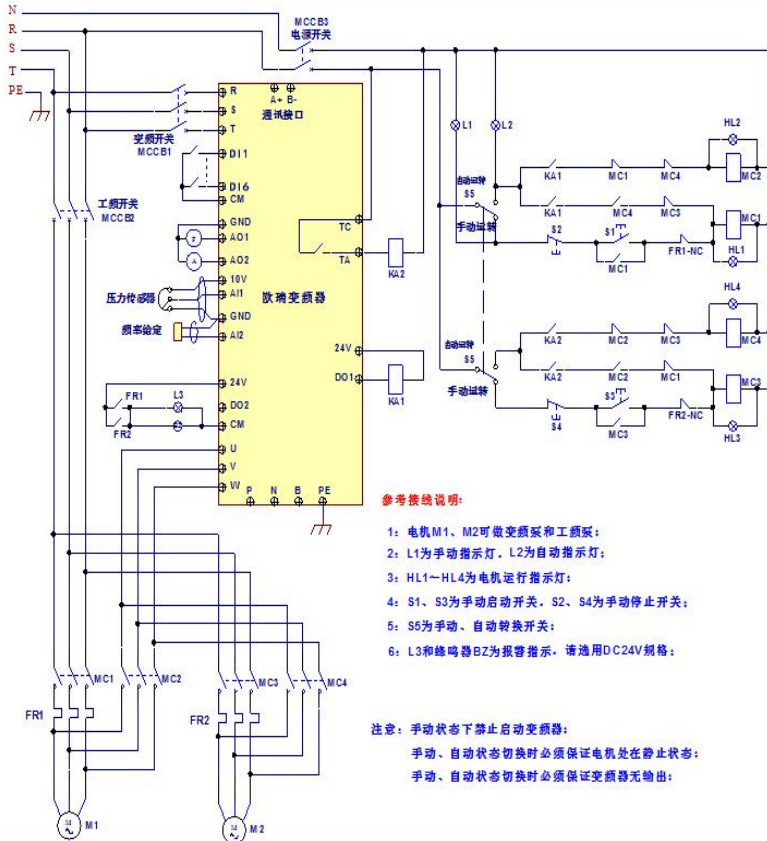 N
R
S
T
PE
MCCB3
电源开关
变频开关
MCCB1
工频开关
MCCB2
R
S
T
A+ B-
通讯接口
DI1
DI6
CM
GND
AO1
AO2
10V
AI1
GND
AI2
F
A
压力传感器
频率给定
欧瑞变频器
TC
TA
KA2
24V
DO1
KA1
24V
DO2
CM
U
V
W
P N B PE
FR1
L3
FR2
L1
L2
自动运转
S5
手动运转
HL2
KA1 MC1 MC4
MC2
KA1 MC4 MC3
MC1
S2
S1
MC1
FR1-NC
HL1
HL4
自动运转
S5
手动运转
KA2 MC2 MC3
MC4
KA2 MC2 MC1
MC3
S4
S3
MC3
FR2-NC
HL3
参考接线说明:
1: 电机M1、M2可做变频泵和工频泵;
2: L1为手动指示灯, L2为自动指示灯;
3: HL1~HL4为电机运行指示灯;
4: S1、S3为手动启动开关, S2、S4为手动停止开关;
5: S5为手动、自动转换开关;
6: L3和蜂鸣器BZ为报警指示, 请选用DC24V规格;
注意: 手动状态下禁止启动变频器;
手动、自动状态切换时必须保证电机处在静止状态;
手动、自动状态切换时必须保证变频器无输出;
MC1
MC2
MC3
MC4
FR1
FR2
M
M1
M
M2